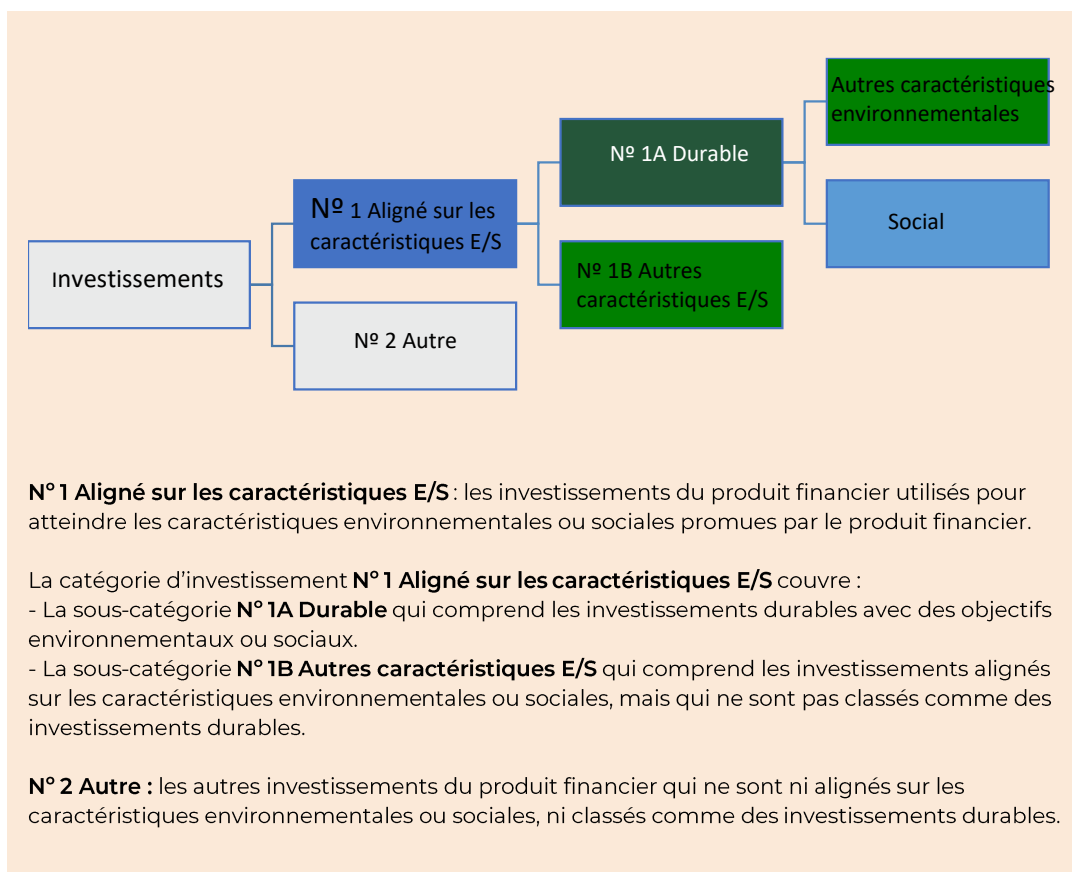 Autres caractéristiques
environnementales
Nº 1A Durable
Nº 1 Aligné sur les
caractéristiques E/S
Social
Investissements
Nº 1B Autres
caractéristiques E/S
Nº 2 Autre
Nº 1 Aligné sur les caractéristiques E/S : les investissements du produit financier utilisés pour
atteindre les caractéristiques environnementales ou sociales promues par le produit financier.
La catégorie d’investissement Nº 1 Aligné sur les caractéristiques E/S couvre :
- La sous-catégorie Nº 1A Durable qui comprend les investissements durables avec des objectifs
environnementaux ou sociaux.
- La sous-catégorie Nº 1B Autres caractéristiques E/S qui comprend les investissements alignés
sur les caractéristiques environnementales ou sociales, mais qui ne sont pas classés comme des
investissements durables.
Nº 2 Autre : les autres investissements du produit financier qui ne sont ni alignés sur les
caractéristiques environnementales ou sociales, ni classés comme des investissements durables.